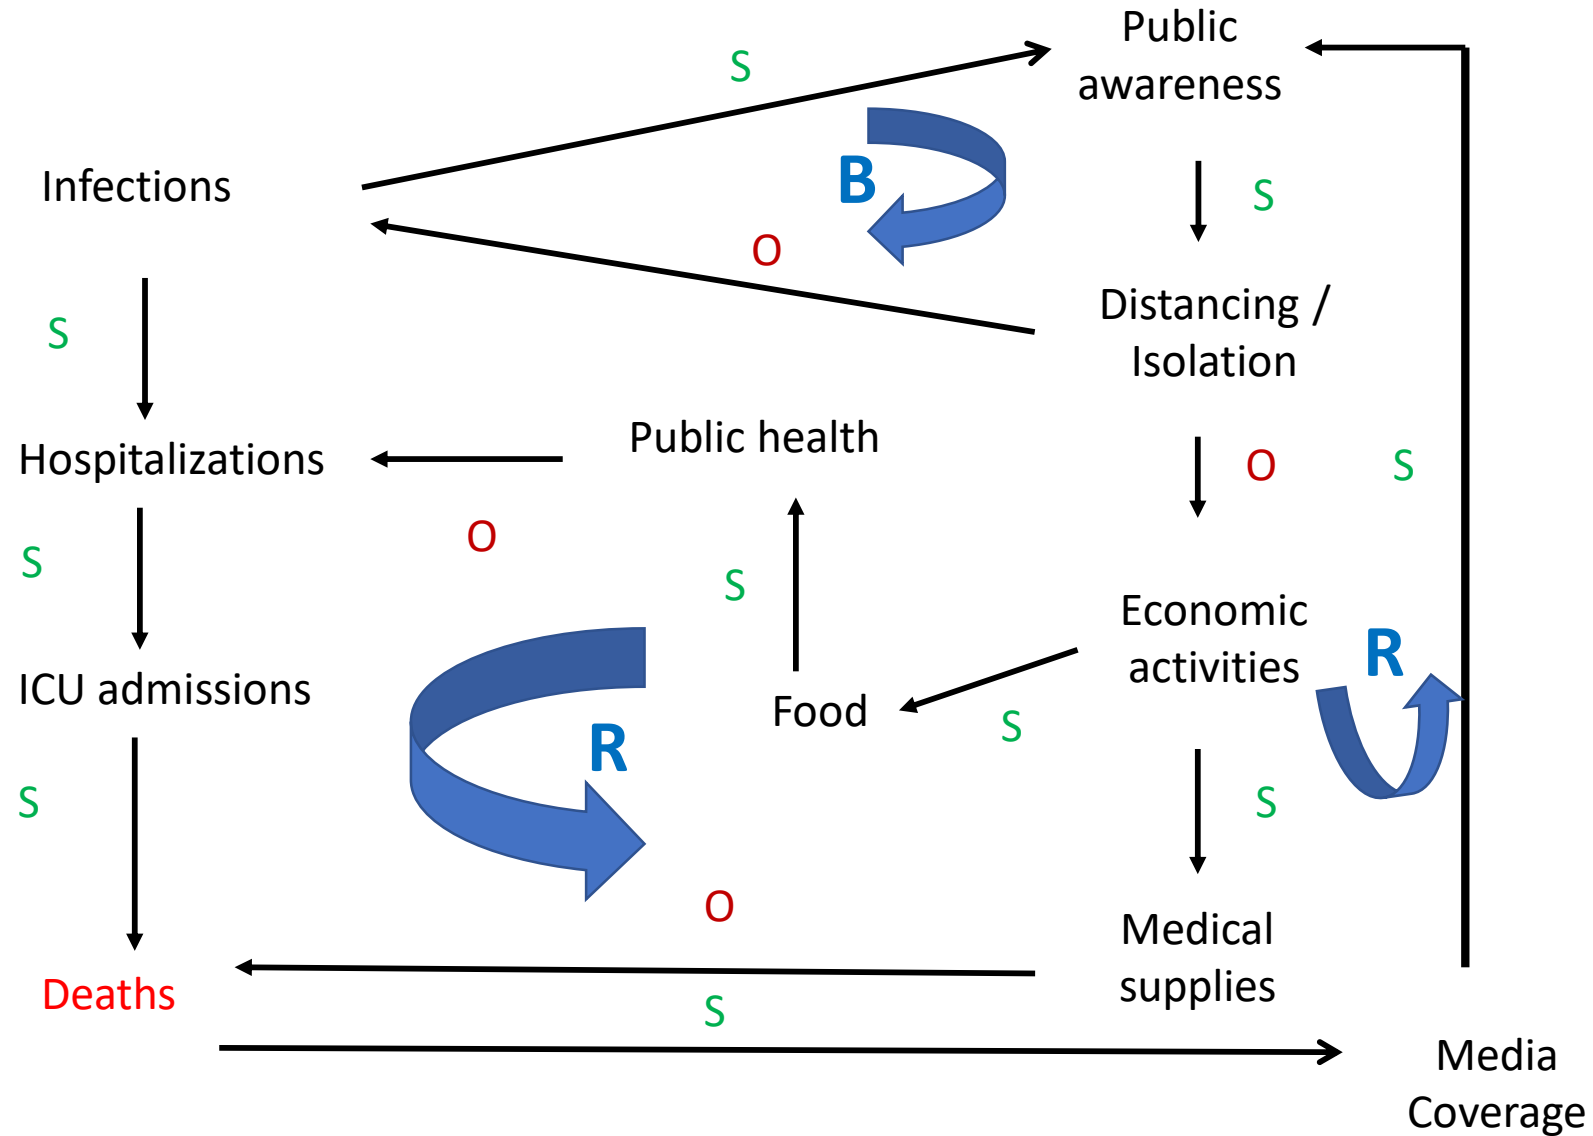 Public
awareness
S
Infections
B
S
O
Distancing /
Isolation
S
Public health
Hospitalizations
O
S
O
S
S
Economic
activities
R
ICU admissions
Food
S
R
S
S
O
Medical
supplies
Deaths
S
Media
Coverage